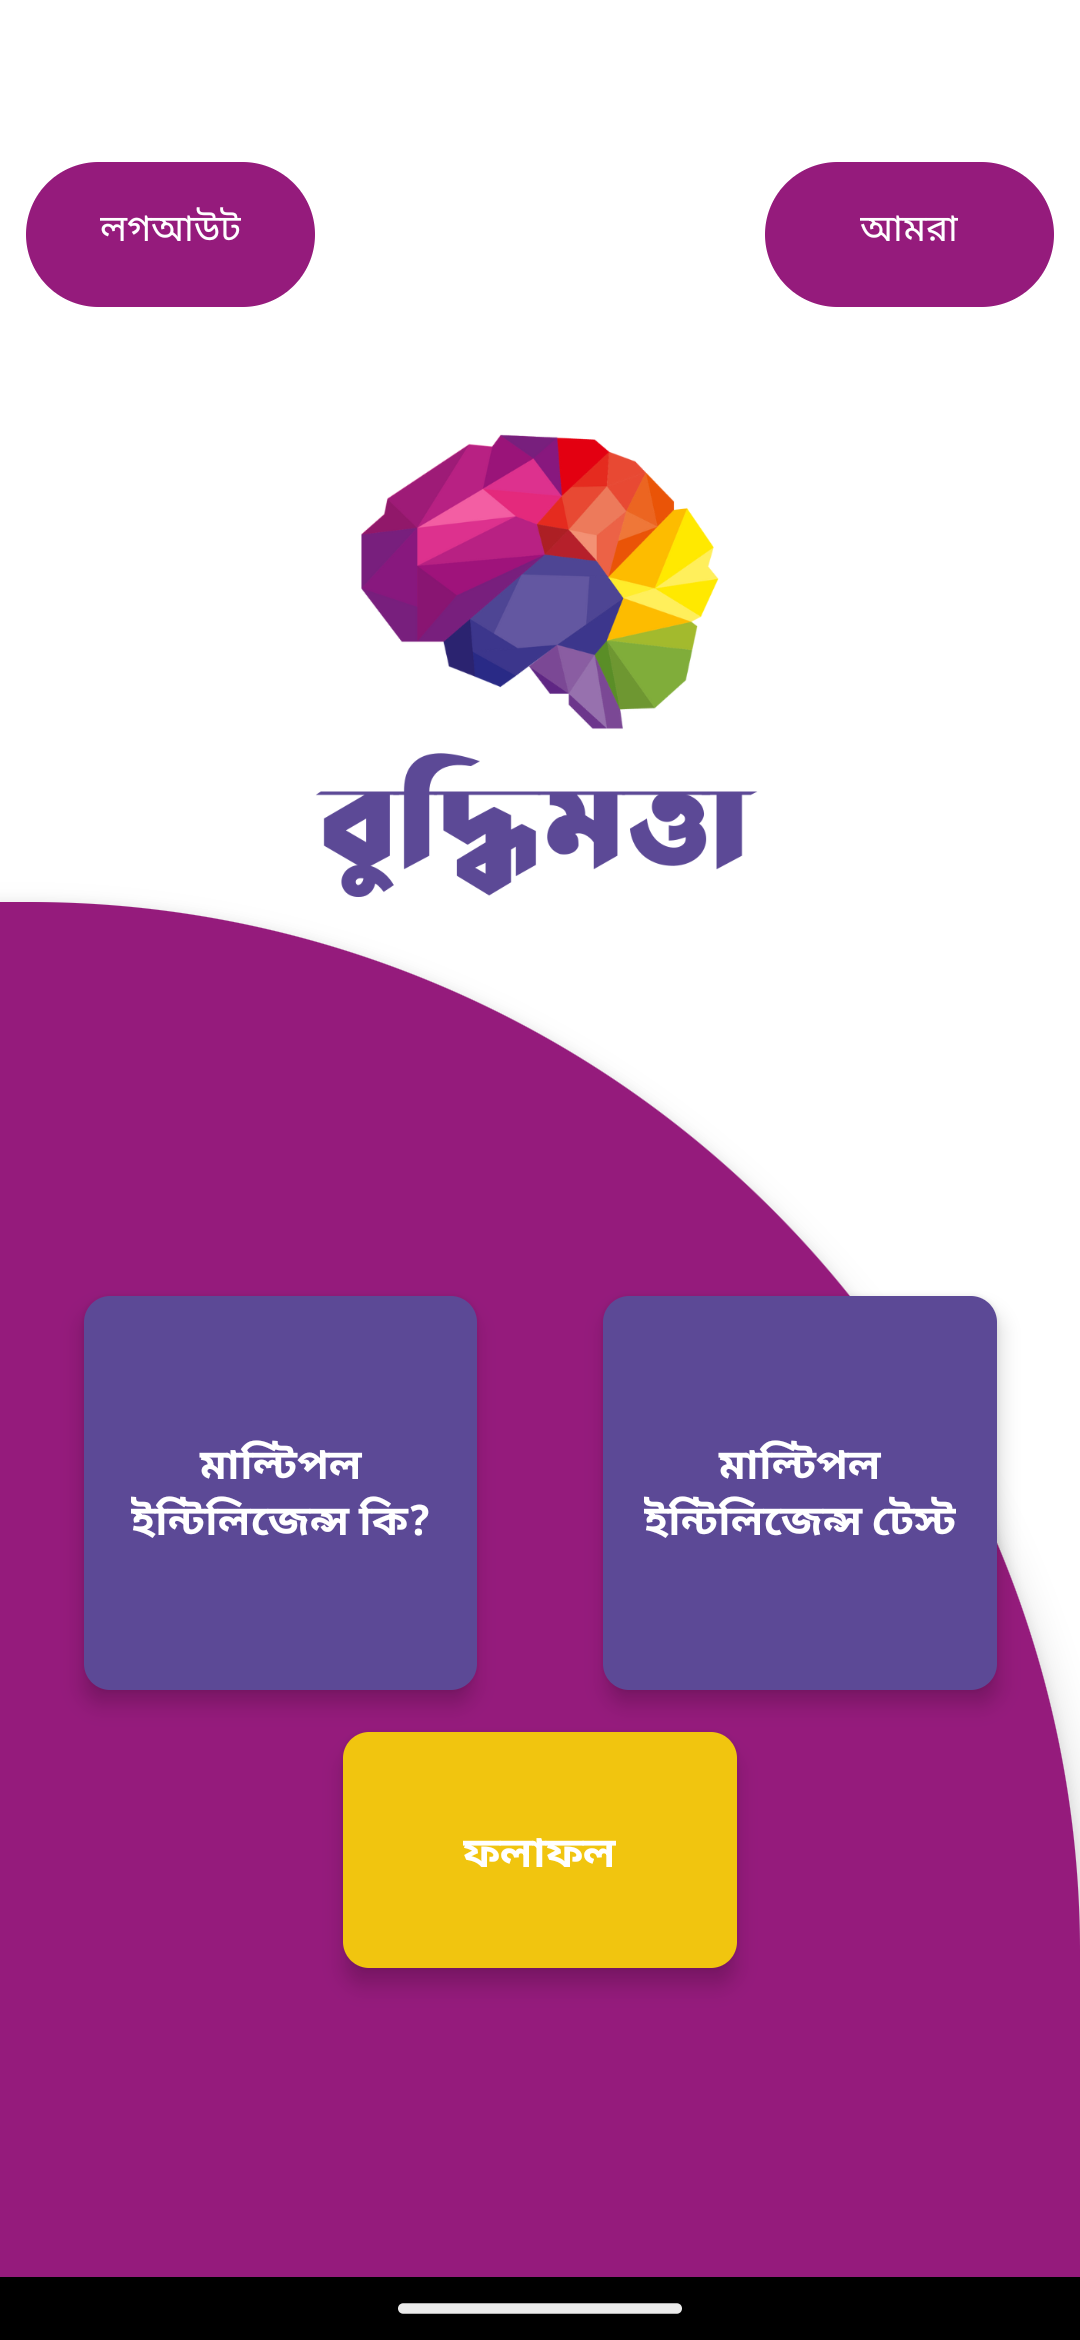 লগআউট
আমরা
বুদ্ধিমত্তা
মাল্টিপল
ইন্টিলিজেন্স কি?
মাল্টিপল
ইন্টিলিজেন্স টেস্ট
ফলাফল